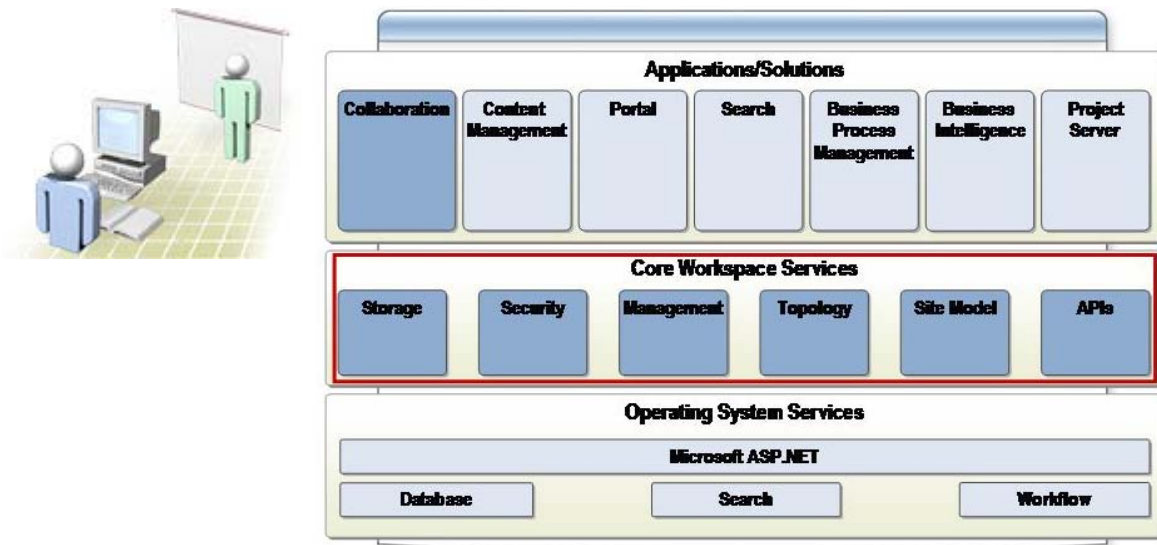 Applications/Solutions
Collaboration
Content
Management
Portal
Search
Business
Process
Management
Business
Intelligence
Project
Server
Core Workspace Services
Storage
Security
Management
Topology
Site Model
APIs
Operating System Services
Microsoft ASP.NET
Database
Search
Workflow